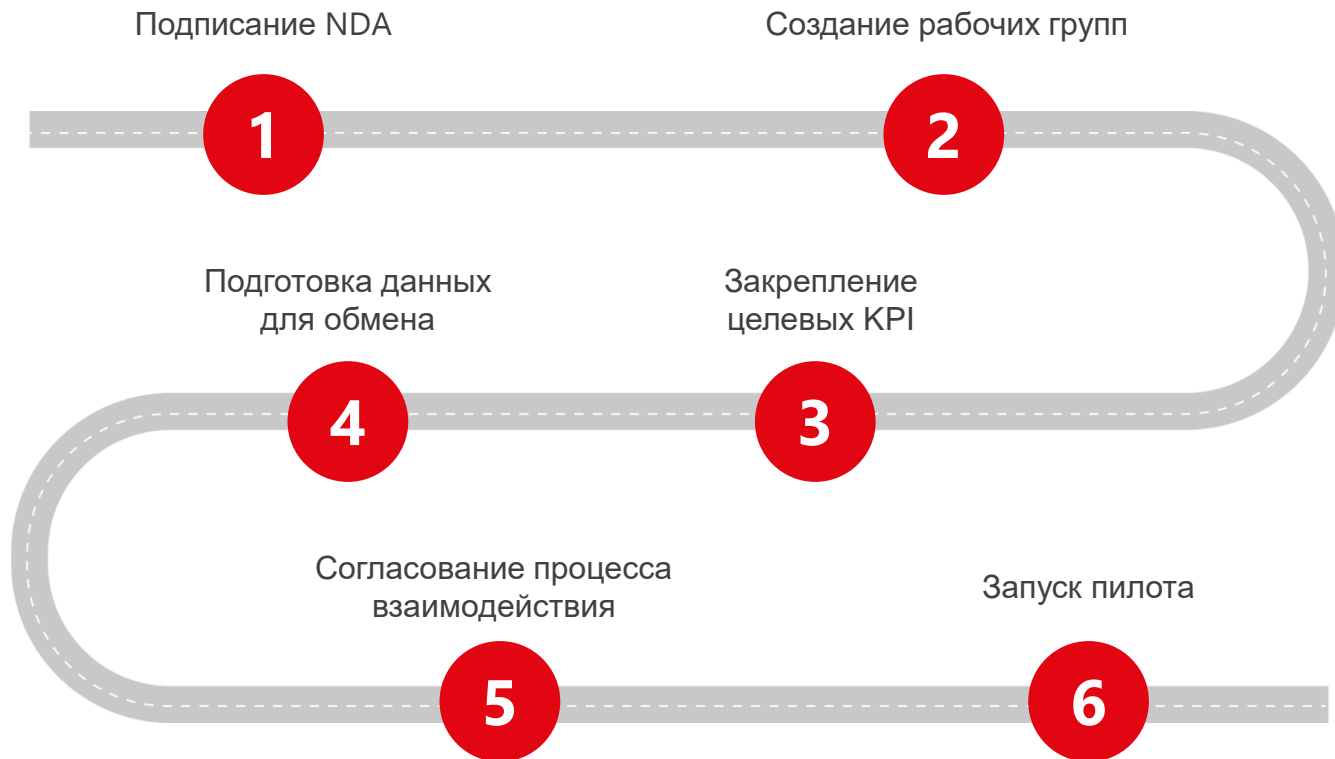 Подписание NDA
1
Создание рабочих групп
2
Закрепление
целевых KPI
3
Подготовка данных
для обмена
4
Согласование процесса
взаимодействия
5
Запуск пилота
6